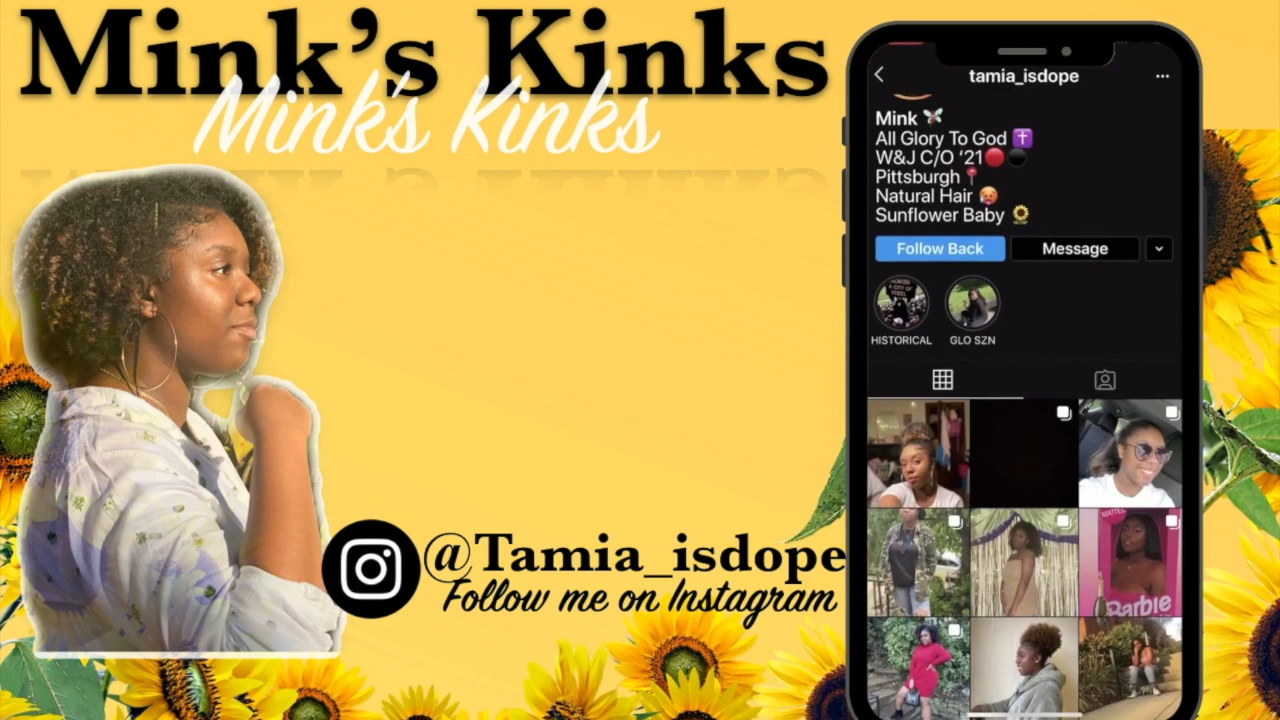 Mink's Kinks
Mink's Kinks
@Tamia_isdope
Follow me on Instagram
tamia_isdope
Mink
All Glory To God
W&J C/O '21
Pittsburgh
Natural Hair
Sunflower Baby
Follow Back
Message
HISTORICAL
GLO SZN
MATTEL
Barbie